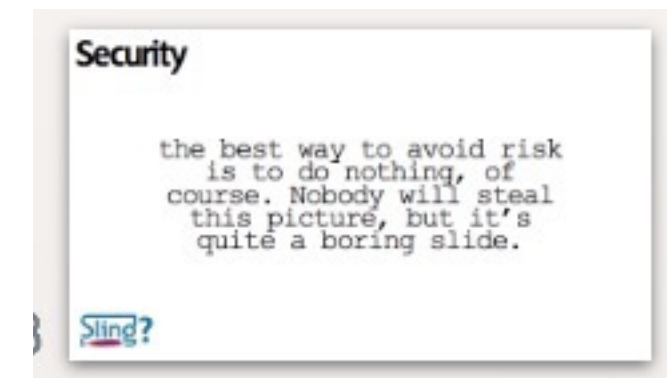 Security
the best way to avoid risk
is to do nothing, of
course. Nobody will steal
this picture, but it's
quite a boring slide.
Sling?